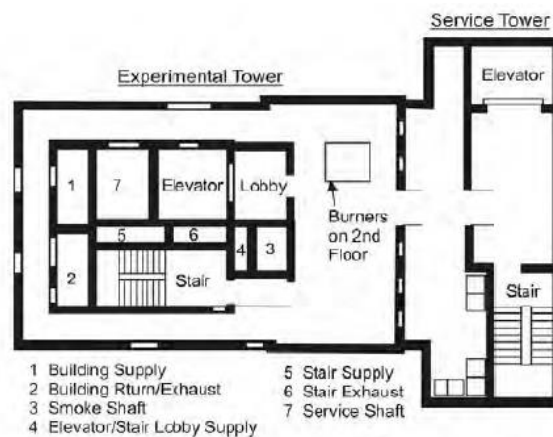 Service Tower
Experimental Tower
Elevator
1
7
Elevator
Lobby
Burners
on 2nd
Floor
5
6
4
3
2
Stair
Stair
1 Building Supply
2 Building Rturn/Exhaust
3 Smoke Shaft
4 Elevator/Stair Lobby Supply
5 Stair Supply
6 Stair Exhaust
7 Service Shaft